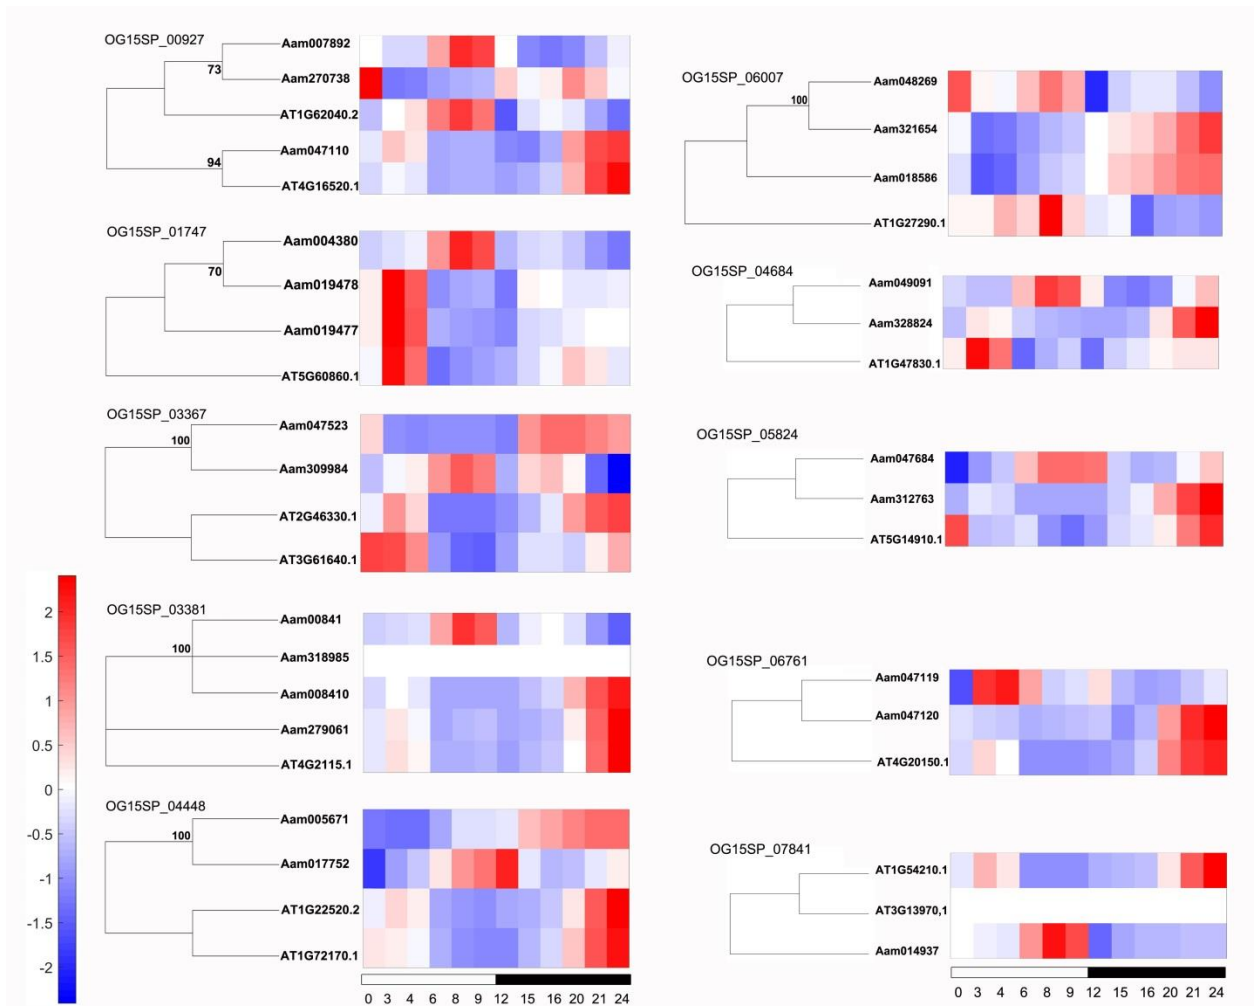 OG15SP_00927
Aam007892
73
Aam270738
AT1G62040.2
Aam047110
94
AT4G16520.1
OG15SP_01747
Aam004380
70
Aam019478
Aam019477
AT5G60860.1
OG15SP_03367
Aam047523
100
Aam309984
AT2G46330.1
AT3G61640.1
OG15SP_03381
Aam00841
100
Aam318985
Aam008410
Aam279061
AT4G2115.1
OG15SP_04448
Aam005671
100
Aam017752
AT1G22520.2
AT1G72170.1
2
1.5
1
0.5
0
-0.5
-1
-1.5
-2
0 3 4 6 8 9 12 15 16 20 21 24
OG15SP_06007
Aam048269
100
Aam321654
Aam018586
AT1G27290.1
OG15SP_04684
Aam049091
Aam328824
AT1G47830.1
OG15SP_05824
Aam047684
Aam312763
AT5G14910.1
OG15SP_06761
Aam047119
Aam047120
AT4G20150.1
OG15SP_07841
AT1G54210.1
AT3G13970,1
Aam014937
0 3 4 6 8 9 12 15 16 20 21 24